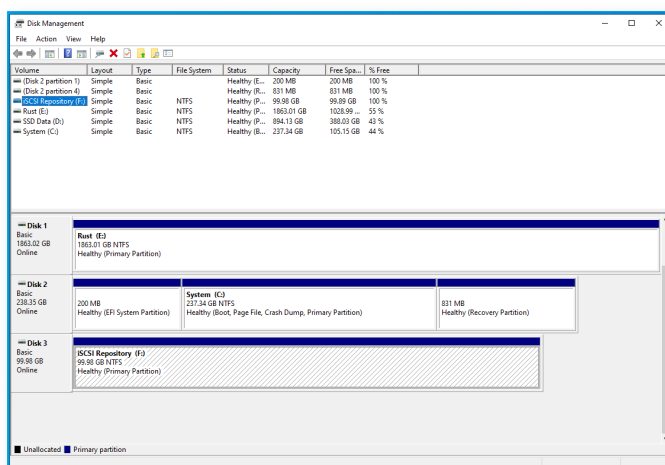 Disk Management
File Action View Help
Volume Layout Type File System Status Capacity Free Spa... % Free
(Disk 2 partition 1) Simple Basic Healthy (E... 200 MB 200 MB 100 %
(Disk 2 partition 4) Simple Basic Healthy (R... 831 MB 831 MB 100 %
iSCSI Repository (F:) Simple Basic NTFS Healthy (P... 99.98 GB 99.89 GB 100 %
Rust (E:) Simple Basic NTFS Healthy (P... 1863.01 GB 1028.99 ... 55 %
SSD Data (D:) Simple Basic NTFS Healthy (P... 894.13 GB 388.03 GB 43 %
System (C:) Simple Basic NTFS Healthy (B... 237.34 GB 105.15 GB 44 %
Disk 1
Basic
1863.02 GB
Online
Rust (E:)
1863.01 GB NTFS
Healthy (Primary Partition)
Disk 2
Basic
238.35 GB
Online
200 MB
Healthy (EFI System Partition)
System (C:)
237.34 GB NTFS
Healthy (Boot, Page File, Crash Dump, Primary Partition)
831 MB
Healthy (Recovery Partition)
Disk 3
Basic
99.98 GB
Online
iSCSI Repository (F:)
99.98 GB NTFS
Healthy (Primary Partition)
Unallocated Primary partition